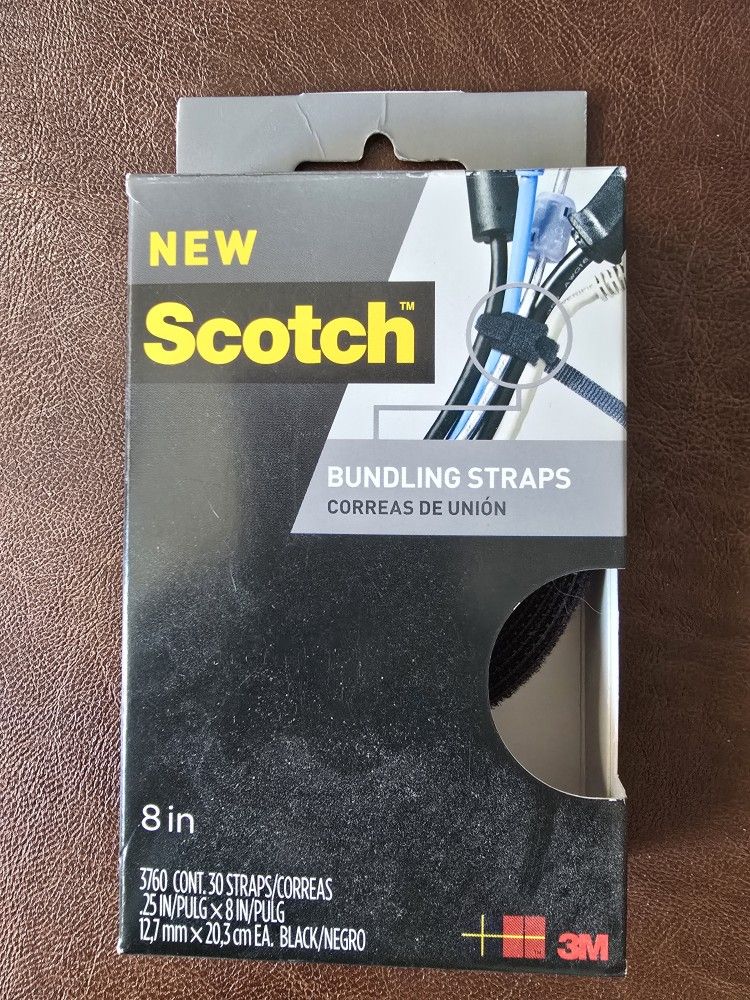 NEW
Scotch™
BUNDLING STRAPS
CORREAS DE UNIÓN
8 in
3760 CONT. 30 STRAPS/CORREAS
.25 IN/PULG X 8 IN/PULG
12,7 mm X 20,3 cm EA. BLACK/NEGRO
3M